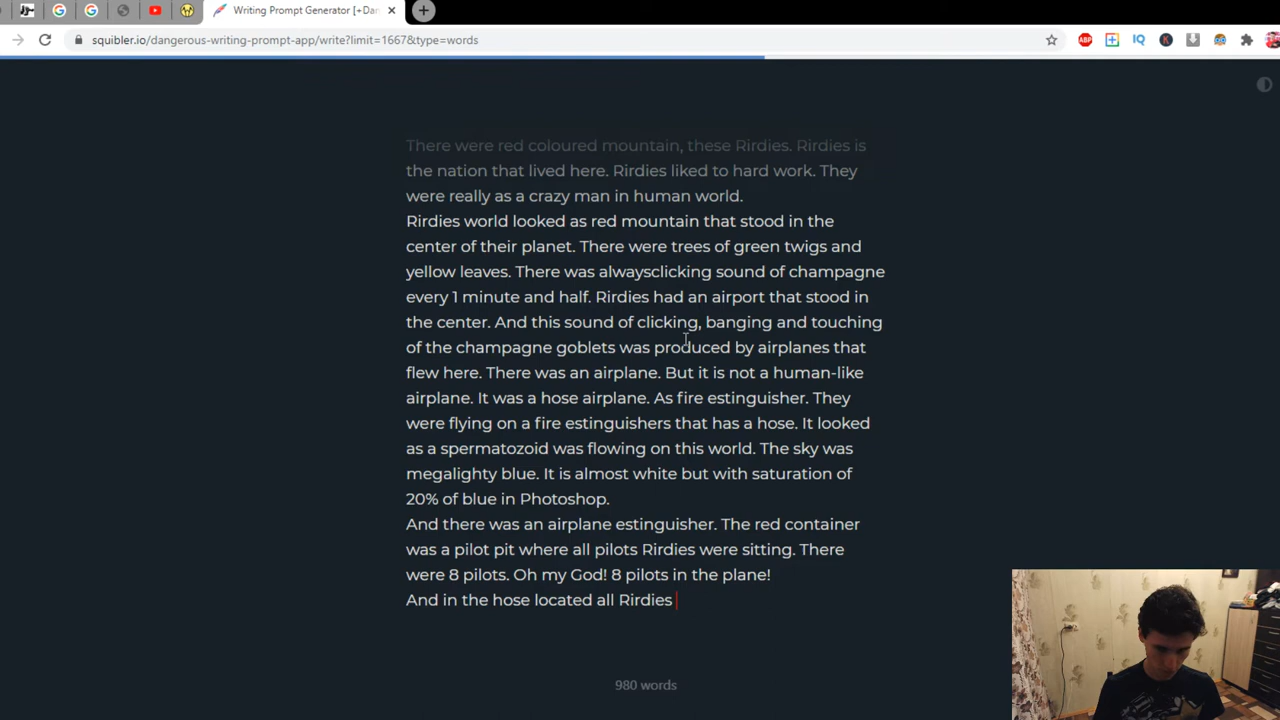 Writing Prompt Generator [+Dan
squibler.io/dangerous-writing-prompt-app/write?limit=1667&type=words
There were red coloured mountain, these Rirdies. Rirdies is
the nation that lived here. Rirdies liked to hard work. They
were really as a crazy man in human world.
Rirdies world looked as red mountain that stood in the
center of their planet. There were trees of green twigs and
yellow leaves. There was alwaysclicking sound of champagne
every 1 minute and half. Rirdies had an airport that stood in
the center. And this sound of clicking, banging and touching
of the champagne goblets was produced by airplanes that
flew here. There was an airplane. But it is not a human-like
airplane. It was a hose airplane. As fire estinguisher. They
were flying on a fire estinguishers that has a hose. It looked
as a spermatozoid was flowing on this world. The sky was
megalighty blue. It is almost white but with saturation of
20% of blue in Photoshop.
And there was an airplane estinguisher. The red container
was a pilot pit where all pilots Rirdies were sitting. There
were 8 pilots. Oh my God! 8 pilots in the plane!
And in the hose located all Rirdies
980 words
ABP
IQ
K